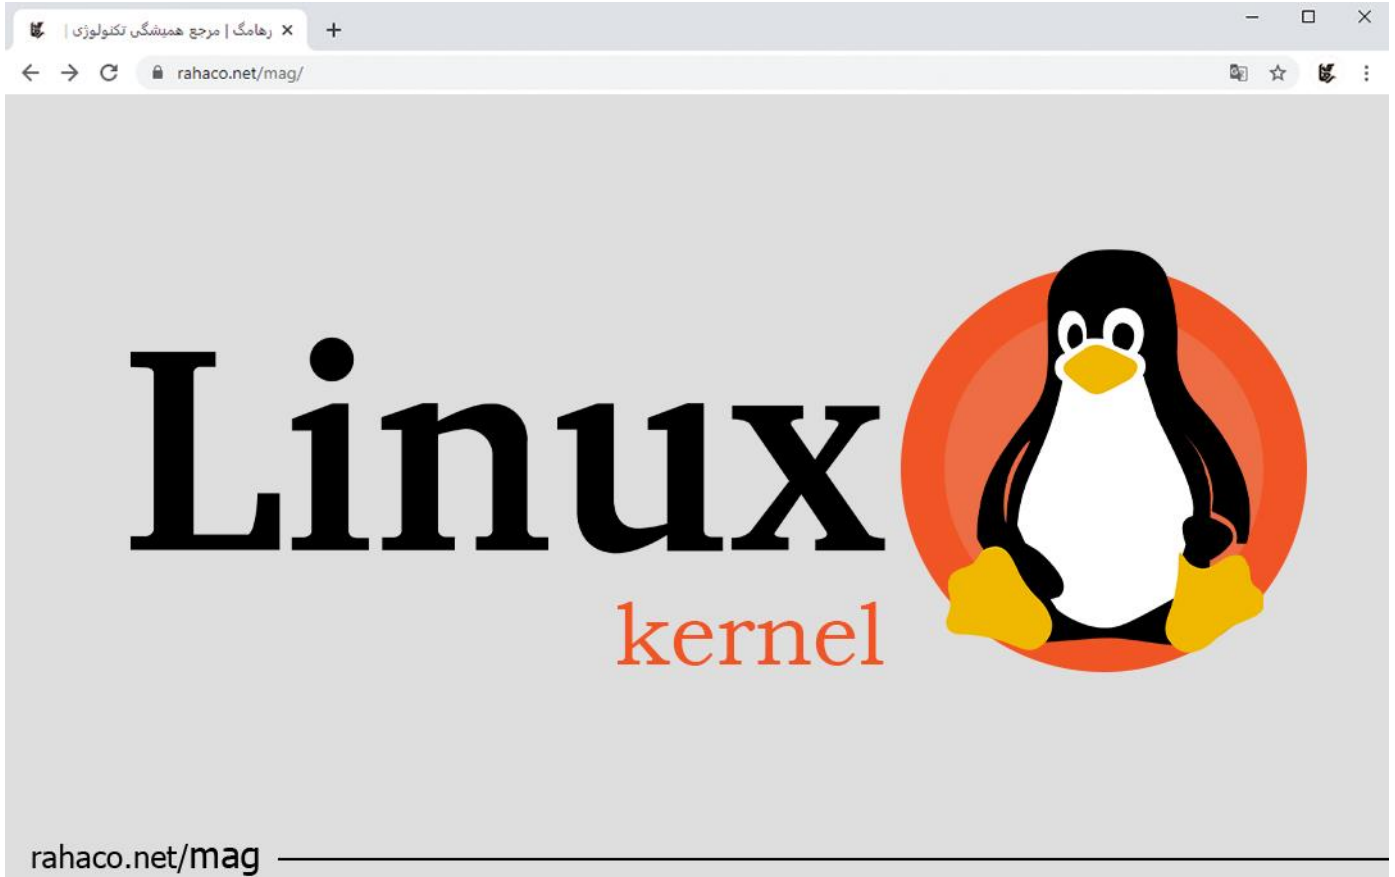 رهامگ | مرجع همیشگی تکنولوژی |
rahaco.net/mag/
Linux
kernel
rahaco.net/mag